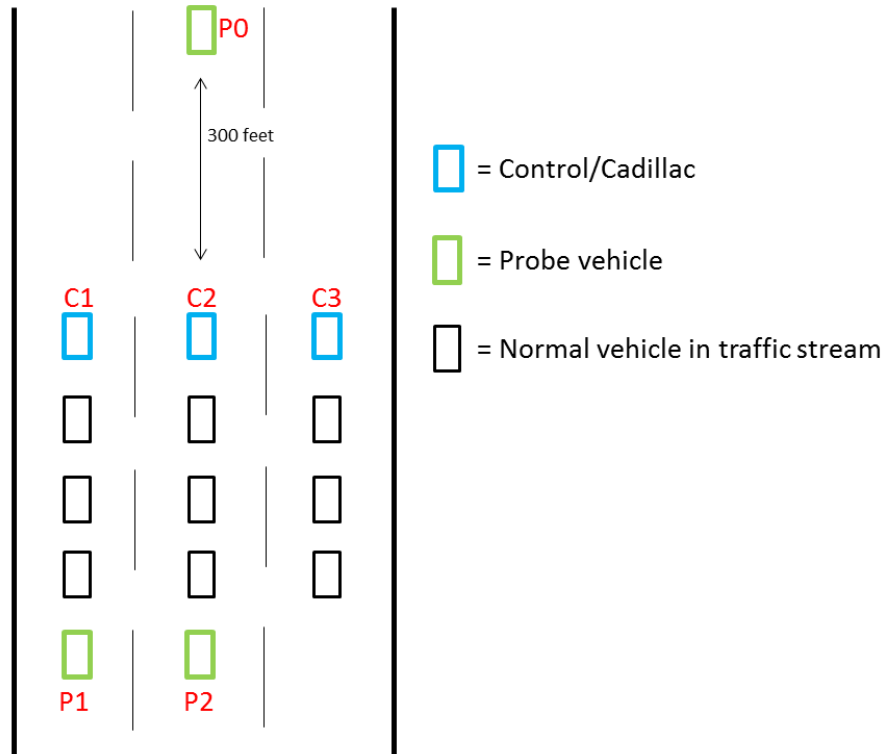 P0
300 feet
= Control/Cadillac
= Probe vehicle
C1 C2 C3
= Normal vehicle in traffic stream
P1 P2